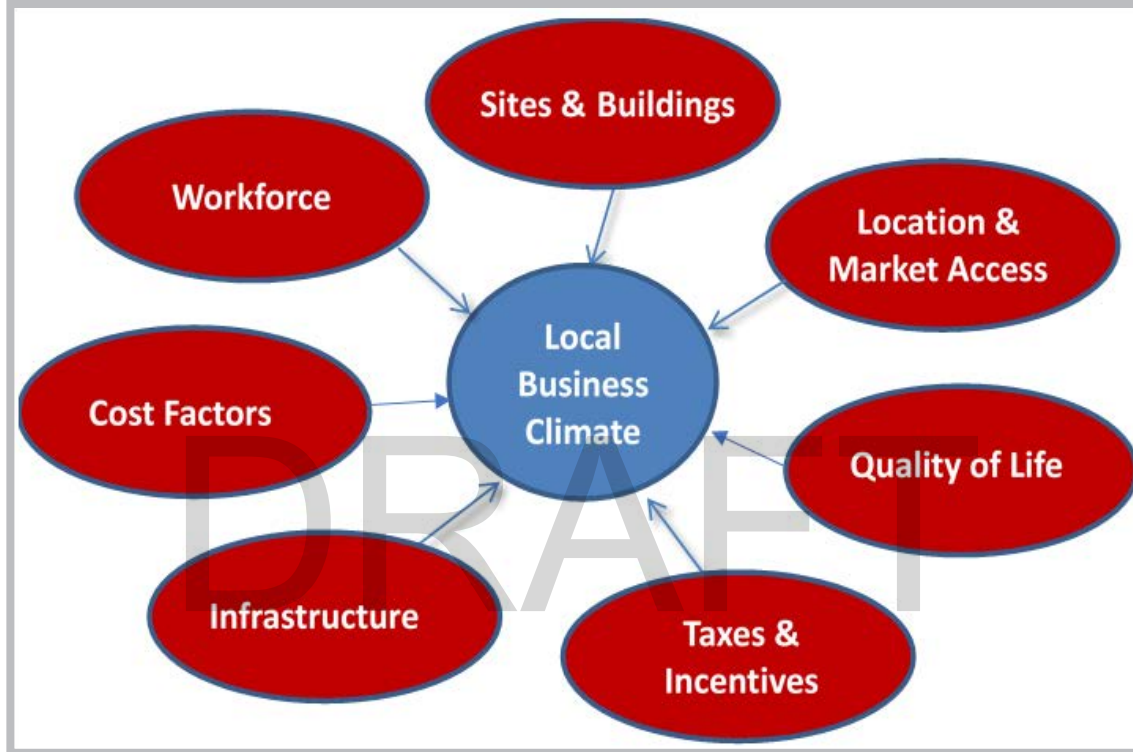 Sites & Buildings
Workforce
Location &
Market Access
Local
Business
Climate
Cost Factors
Quality of Life
Infrastructure
Taxes &
Incentives
DRAFT